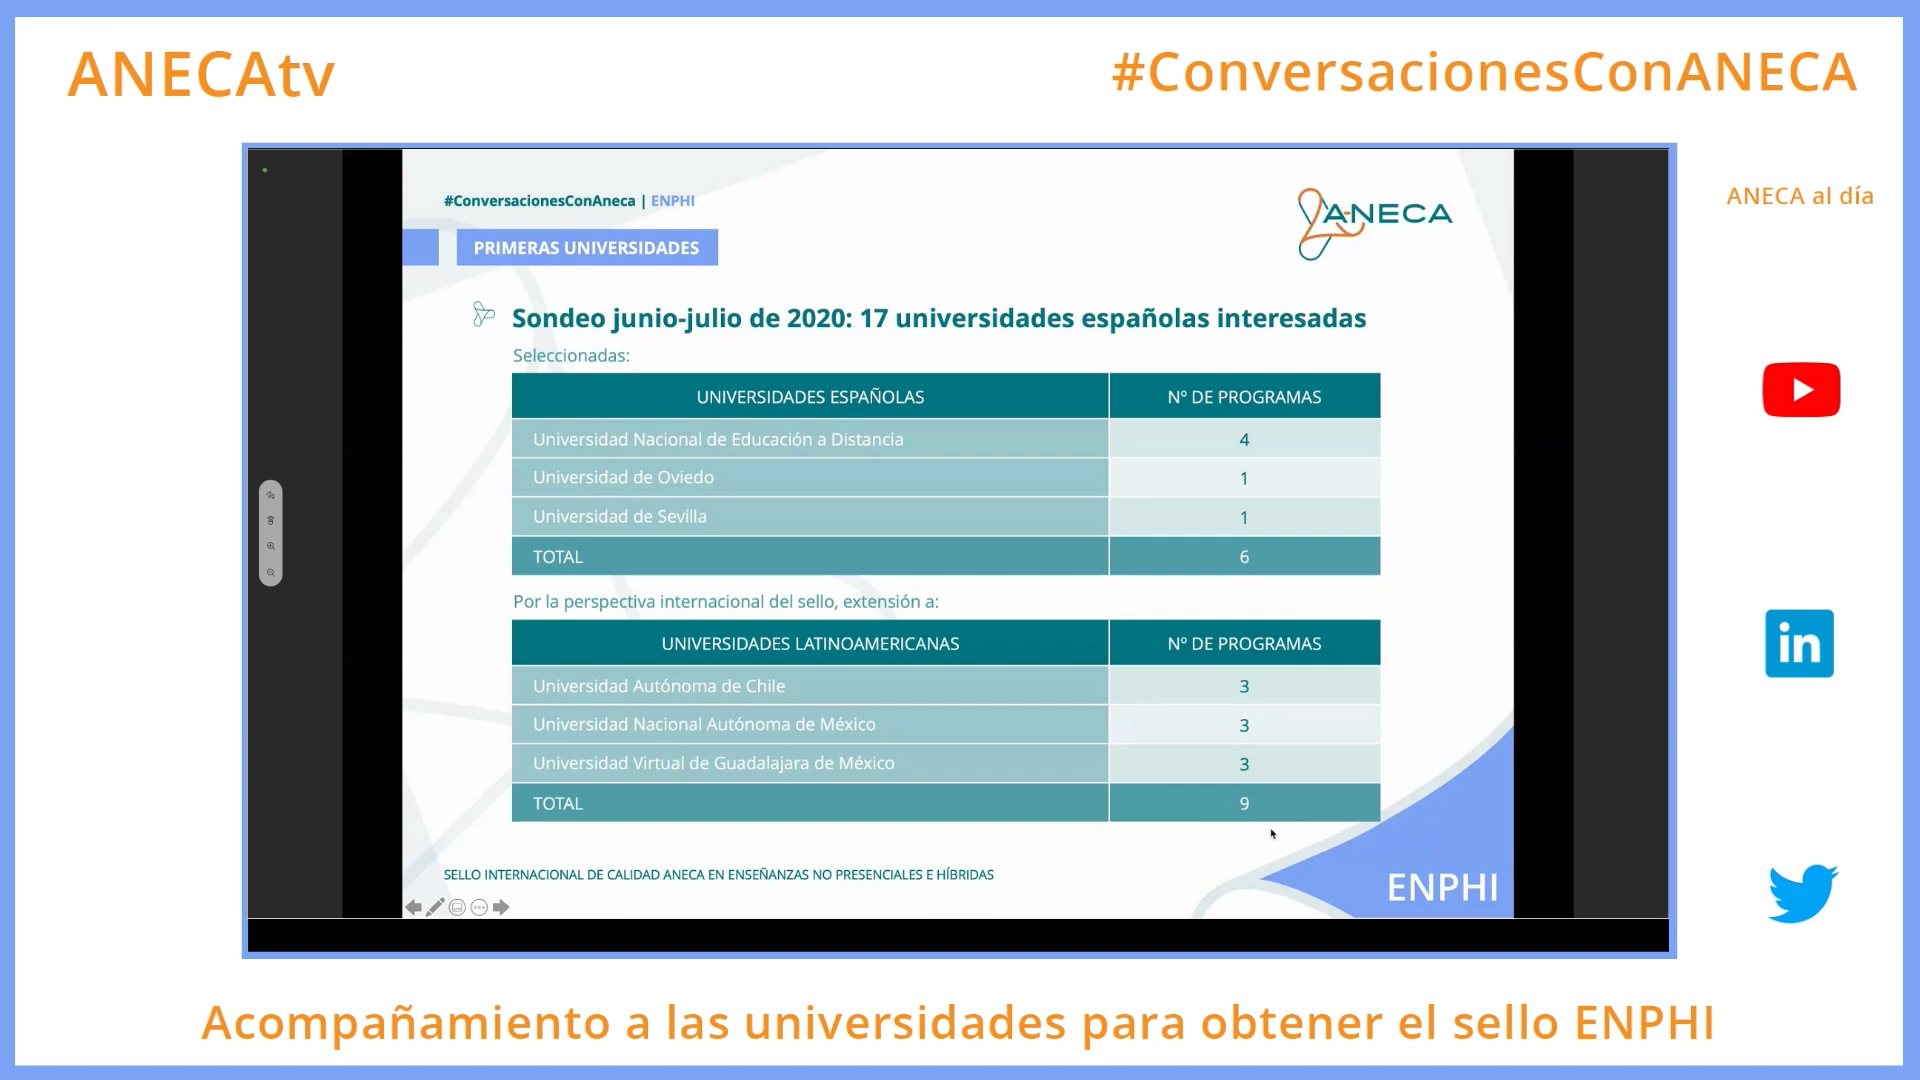 ANECAtv
#ConversacionesConANECA
ANECA al día
#ConversacionesConAneca | ENPHI
ANECA
PRIMERAS UNIVERSIDADES
Sondeo junio-julio de 2020: 17 universidades españolas interesadas
Seleccionadas:
UNIVERSIDADES ESPAÑOLAS Nº DE PROGRAMAS
Universidad Nacional de Educación a Distancia 4
Universidad de Oviedo 1
Universidad de Sevilla 1
TOTAL 6
Por la perspectiva internacional del sello, extensión a:
UNIVERSIDADES LATINOAMERICANAS Nº DE PROGRAMAS
Universidad Autónoma de Chile 3
Universidad Nacional Autónoma de México 3
Universidad Virtual de Guadalajara de México 3
TOTAL 9
SELLO INTERNACIONAL DE CALIDAD ANECA EN ENSEÑANZAS NO PRESENCIALES E HÍBRIDAS
ENPHI
in
Acompañamiento a las universidades para obtener el sello ENPHI